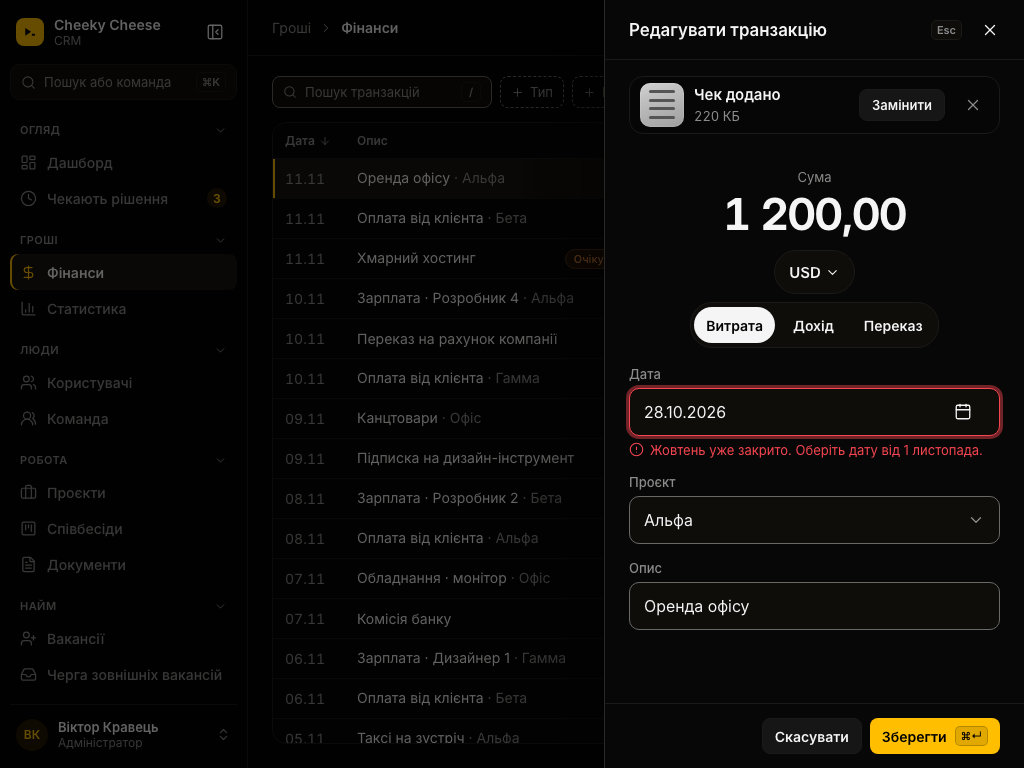 Cheeky Cheese
CRM
Пошук або команда ⌘K
ОГЛЯД
Дашборд
Чекають рішення 3
ГРОШІ
Фінанси
Статистика
ЛЮДИ
Користувачі
Команда
РОБОТА
Проєкти
Співбесіди
Документи
НАЙМ
Вакансії
Черга зовнішніх вакансій
ВК
Віктор Кравець
Адміністратор
Гроші > Фінанси
Пошук транзакцій /
+ Тип
Дата ↓ Опис
11.11 Оренда офісу · Альфа
11.11 Оплата від клієнта · Бета
11.11 Хмарний хостинг Очіку
10.11 Зарплата · Розробник 4 · Альфа
10.11 Переказ на рахунок компанії
10.11 Оплата від клієнта · Гамма
09.11 Канцтовари · Офіс
09.11 Підписка на дизайн-інструмент
08.11 Зарплата · Розробник 2 · Бета
08.11 Оплата від клієнта · Альфа
07.11 Обладнання · монітор · Офіс
07.11 Комісія банку
06.11 Зарплата · Дизайнер 1 · Гамма
06.11 Оплата від клієнта · Бета
05.11 Таксі на зустріч · Альфа
Редагувати транзакцію Esc
Чек додано
220 КБ
Замінити
Сума
1 200,00
USD
Витрата Дохід Переказ
Дата
28.10.2026
Жовтень уже закрито. Оберіть дату від 1 листопада.
Проєкт
Альфа
Опис
Оренда офісу
Скасувати Зберегти ⌘↵